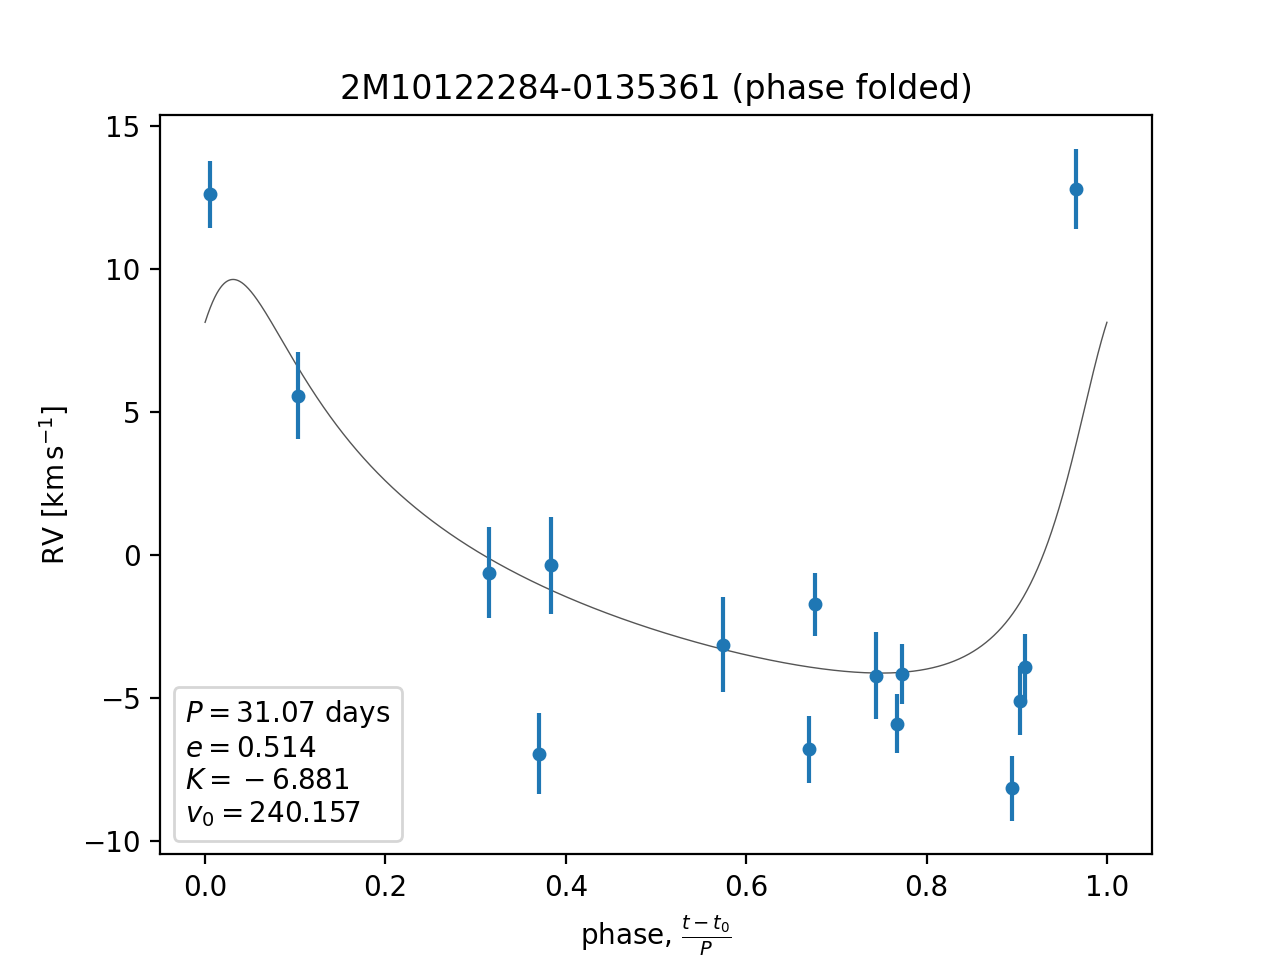 2M10122284-0135361 (phase folded)
15
10
5
0
−5
−10
RV [km s⁻¹]
P = 31.07 days
e = 0.514
K = − 6.881
v₀ = 240.157
0.0 0.2 0.4 0.6 0.8 1.0
phase, (t − t₀)/P